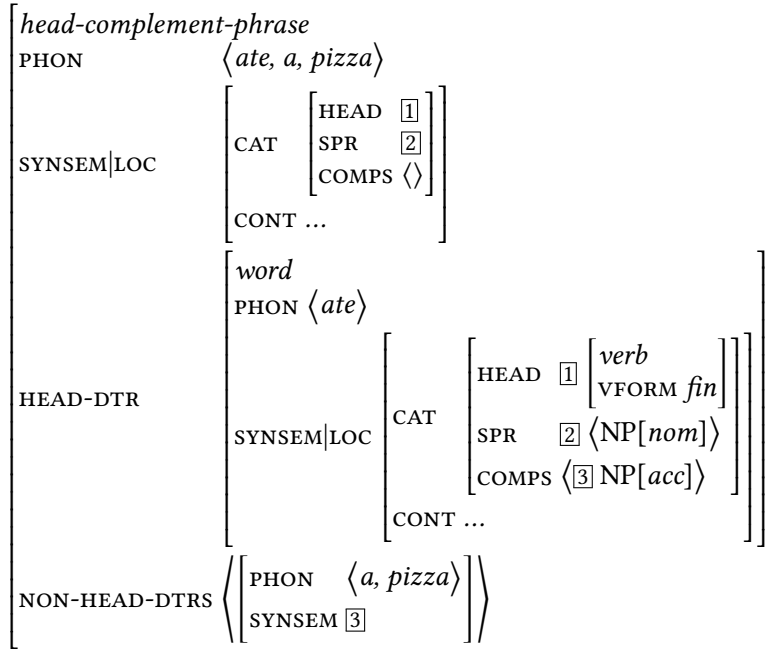 head-complement-phrase
PHON ⟨ate, a, pizza⟩
HEAD [1]
SYNSEM|LOC CAT SPR [2]
COMPS ⟨⟩
CONT ...
word
PHON ⟨ate⟩
verb
HEAD [1] VFORM fin
HEAD-DTR SYNSEM|LOC CAT SPR [2] ⟨NP[nom]⟩
COMPS ⟨[3] NP[acc]⟩
CONT ...
PHON ⟨a, pizza⟩
NON-HEAD-DTRS ⟨ SYNSEM [3] ⟩